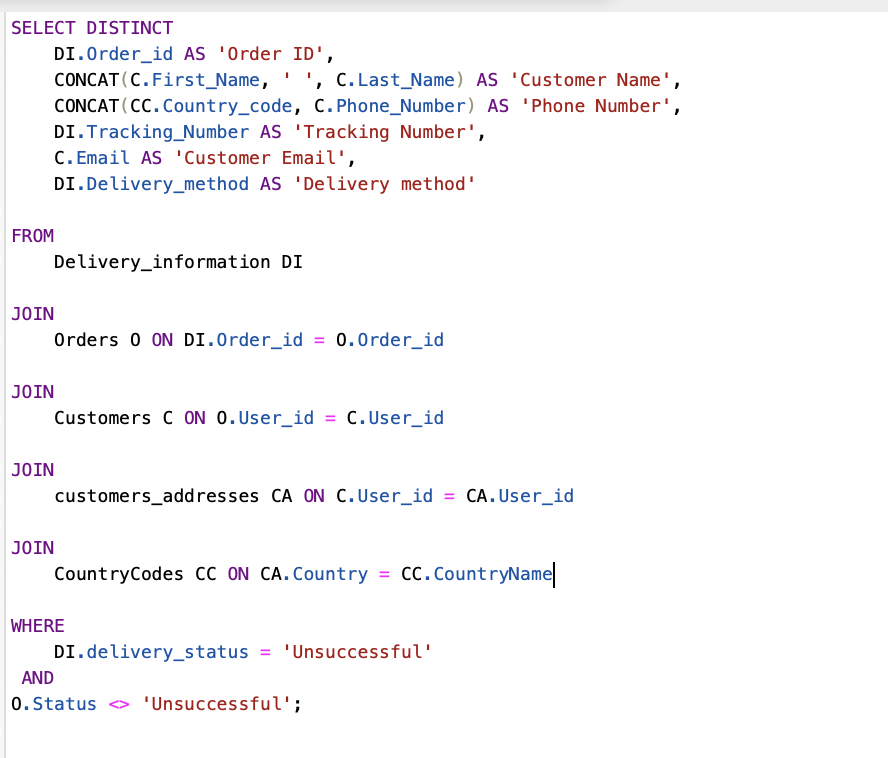 SELECT DISTINCT
DI.Order_id AS 'Order ID',
CONCAT(C.First_Name, ' ', C.Last_Name) AS 'Customer Name',
CONCAT(CC.Country_code, C.Phone_Number) AS 'Phone Number',
DI.Tracking_Number AS 'Tracking Number',
C.Email AS 'Customer Email',
DI.Delivery_method AS 'Delivery method'
FROM
Delivery_information DI
JOIN
Orders O ON DI.Order_id = O.Order_id
JOIN
Customers C ON O.User_id = C.User_id
JOIN
customers_addresses CA ON C.User_id = CA.User_id
JOIN
CountryCodes CC ON CA.Country = CC.CountryName
WHERE
DI.delivery_status = 'Unsuccessful'
AND
O.Status <> 'Unsuccessful';